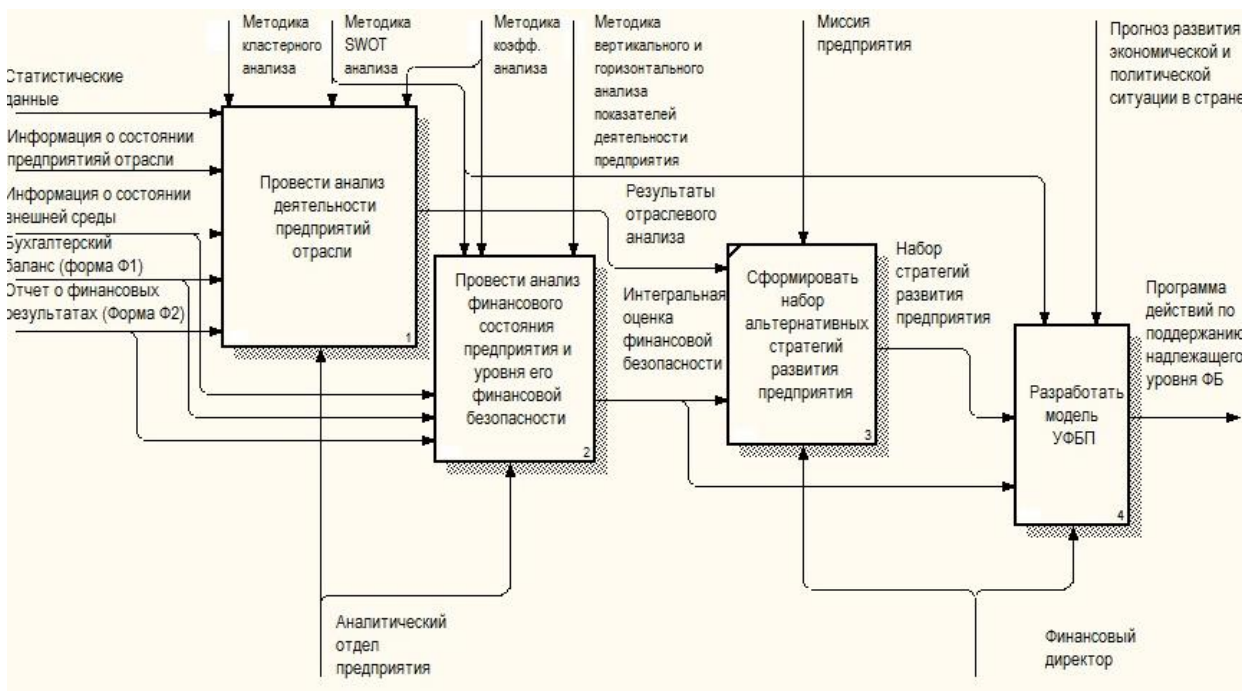 Методика
кластерного
анализа
Методика
SWOT
анализа
Методика
коэфф.
анализа
Методика
вертикального и
горизонтального
анализа
показателей
деятельности
предприятия
Миссия
предприятия
Прогноз развития
экономической и
политической
ситуации в стране
Статистические
данные
Информация о состоянии
предприятияй отрасли
Информация о состоянии
внешней среды
Бухгалтерский
баланс (форма Ф1)
Отчет о финансовых
результатах (Форма Ф2)
Провести анализ
деятельности
предприятий
отрасли
1
Результаты
отраслевого
анализа
Провести анализ
финансового
состояния
предприятия и
уровня его
финансовой
безопасности
2
Интегральная
оценка
финансовой
безопасности
Сформировать
набор
альтернативных
стратегий
развития
предприятия
3
Набор
стратегий
развития
предприятия
Разработать
модель
УФБП
4
Программа
действий по
поддержанию
надлежащего
уровня ФБ
Аналитический
отдел
предприятия
Финансовый
директор